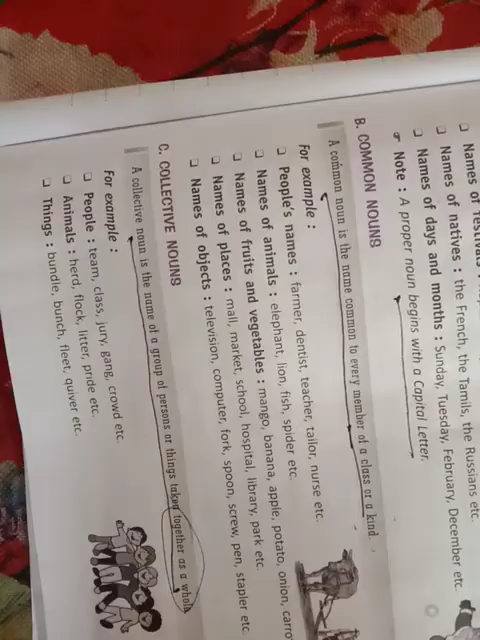 ❑ Names of festivals
❑ Names of natives : the French, the Tamils, the Russians etc.
❑ Names of days and months : Sunday, Tuesday, February, December etc.
☞ Note : A proper noun begins with a Capital Letter.
B. COMMON NOUNS
A common noun is the name common to every member of a class or a kind.
For example :
❑ People's names : farmer, dentist, teacher, tailor, nurse etc.
❑ Names of animals : elephant, lion, fish, spider etc.
❑ Names of fruits and vegetables : mango, banana, apple, potato, onion, carro
❑ Names of places : mall, market, school, hospital, library, park etc.
❑ Names of objects : television, computer, fork, spoon, screw, pen, stapler etc.
C. COLLECTIVE NOUNS
A collective noun is the name of a group of persons or things taken together as a whole
For example :
❑ People : team, class, jury, gang, crowd etc.
❑ Animals : herd, flock, litter, pride etc.
❑ Things : bundle, bunch, fleet, quiver etc.